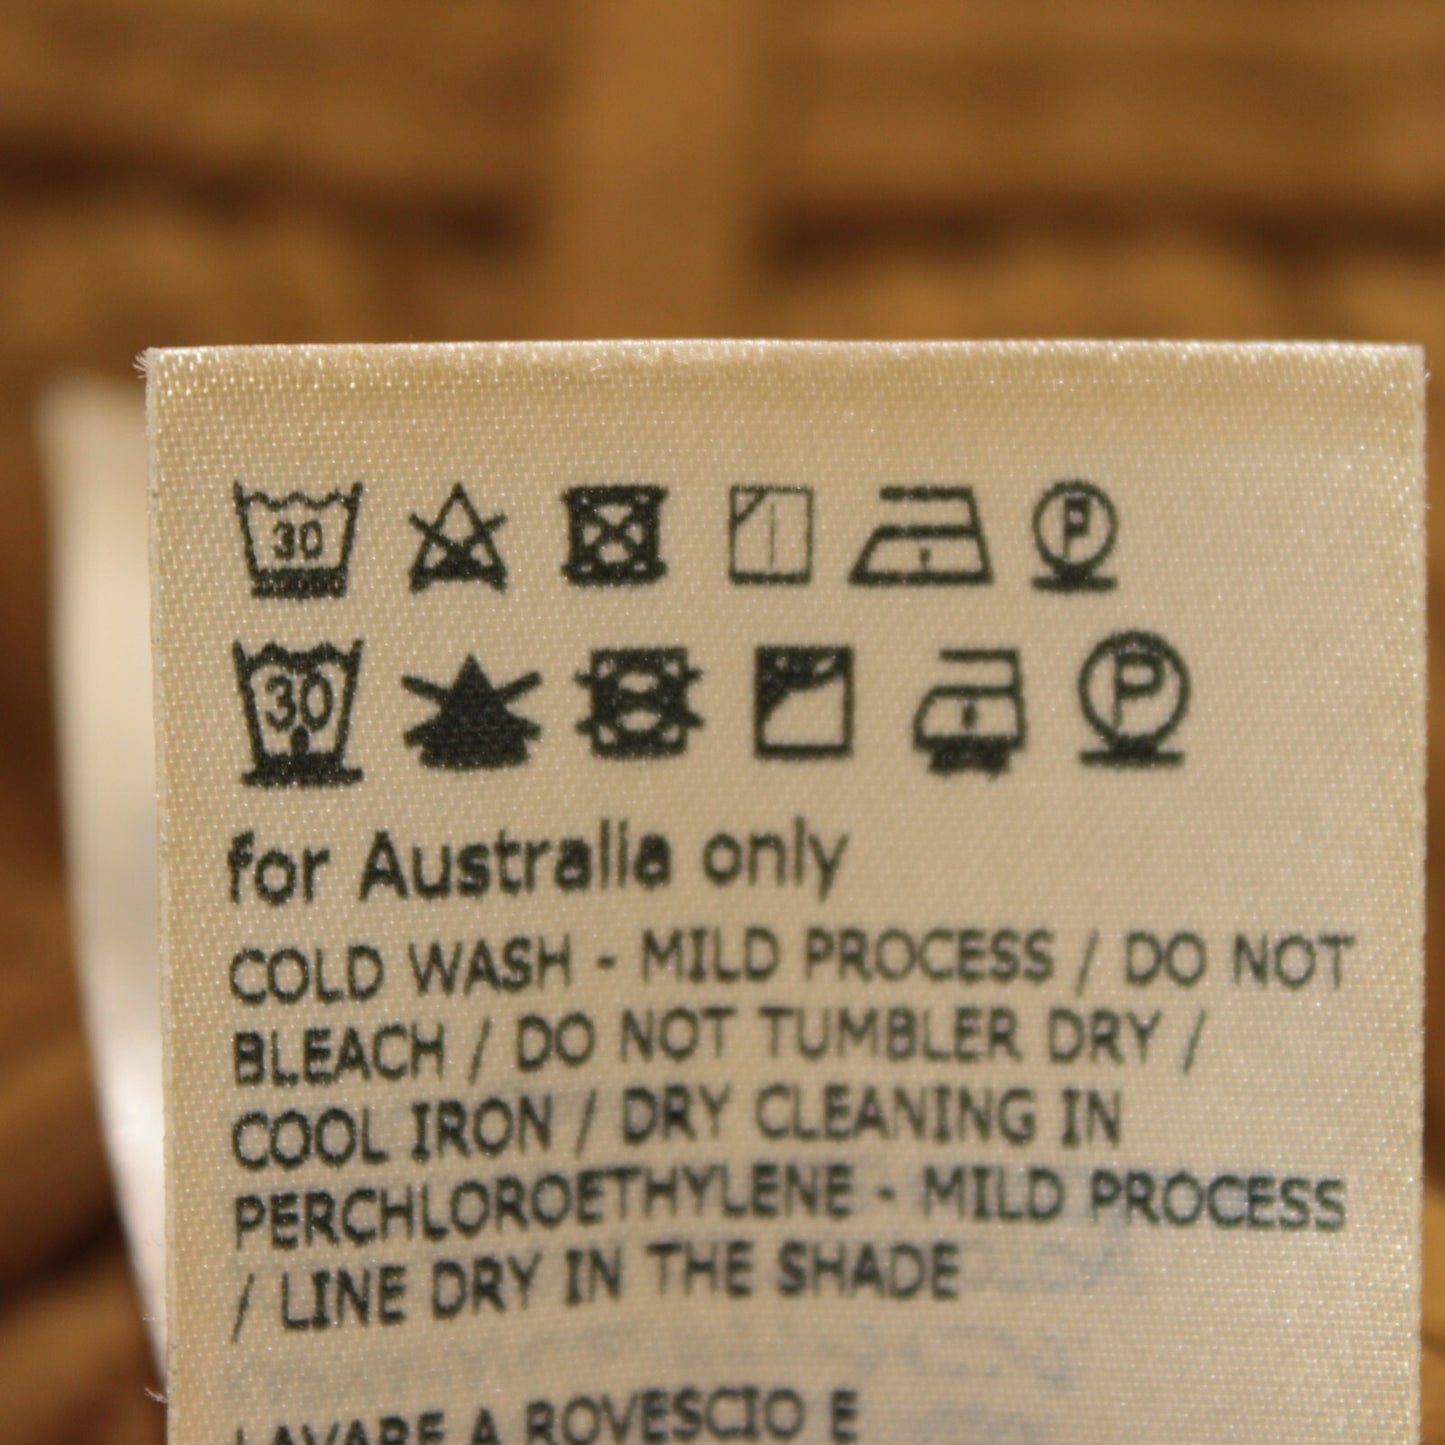 30
30
for Australia only
COLD WASH - MILD PROCESS / DO NOT
BLEACH / DO NOT TUMBLER DRY /
COOL IRON / DRY CLEANING IN
PERCHLOROETHYLENE - MILD PROCESS
/ LINE DRY IN THE SHADE
LAVARE A ROVESCIO E